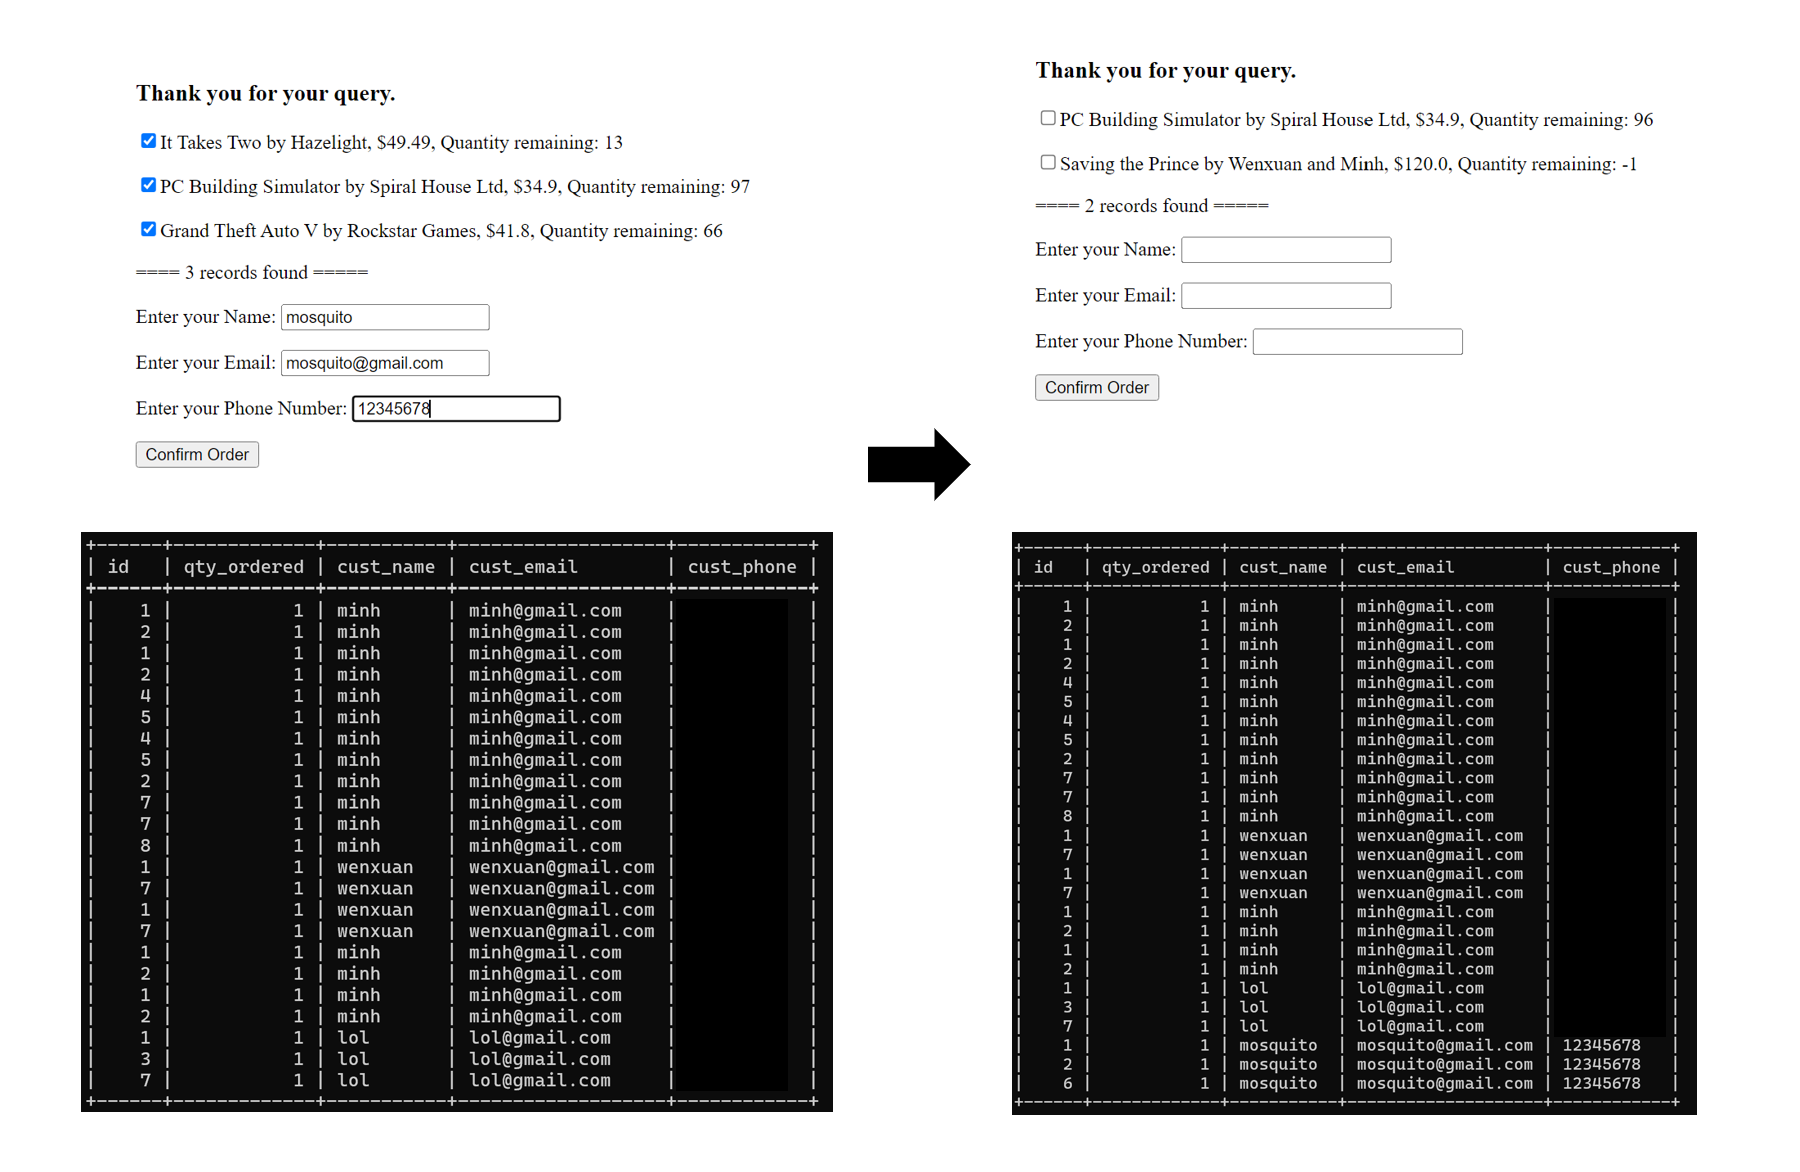 Thank you for your query.
It Takes Two by Hazelight, $49.49, Quantity remaining: 13
PC Building Simulator by Spiral House Ltd, $34.9, Quantity remaining: 97
Grand Theft Auto V by Rockstar Games, $41.8, Quantity remaining: 66
==== 3 records found =====
Enter your Name: mosquito
Enter your Email: mosquito@gmail.com
Enter your Phone Number: 12345678
Confirm Order
Thank you for your query.
PC Building Simulator by Spiral House Ltd, $34.9, Quantity remaining: 96
Saving the Prince by Wenxuan and Minh, $120.0, Quantity remaining: -1
==== 2 records found =====
Enter your Name:
Enter your Email:
Enter your Phone Number:
Confirm Order
| id | qty_ordered | cust_name | cust_email | cust_phone |
| 1 | 1 | minh | minh@gmail.com |
| 2 | 1 | minh | minh@gmail.com |
| 1 | 1 | minh | minh@gmail.com |
| 2 | 1 | minh | minh@gmail.com |
| 4 | 1 | minh | minh@gmail.com |
| 5 | 1 | minh | minh@gmail.com |
| 4 | 1 | minh | minh@gmail.com |
| 5 | 1 | minh | minh@gmail.com |
| 2 | 1 | minh | minh@gmail.com |
| 7 | 1 | minh | minh@gmail.com |
| 7 | 1 | minh | minh@gmail.com |
| 8 | 1 | minh | minh@gmail.com |
| 1 | 1 | wenxuan | wenxuan@gmail.com |
| 7 | 1 | wenxuan | wenxuan@gmail.com |
| 1 | 1 | wenxuan | wenxuan@gmail.com |
| 7 | 1 | wenxuan | wenxuan@gmail.com |
| 1 | 1 | minh | minh@gmail.com |
| 2 | 1 | minh | minh@gmail.com |
| 1 | 1 | minh | minh@gmail.com |
| 2 | 1 | minh | minh@gmail.com |
| 1 | 1 | lol | lol@gmail.com |
| 3 | 1 | lol | lol@gmail.com |
| 7 | 1 | lol | lol@gmail.com |
| id | qty_ordered | cust_name | cust_email | cust_phone |
| 1 | 1 | minh | minh@gmail.com |
| 2 | 1 | minh | minh@gmail.com |
| 1 | 1 | minh | minh@gmail.com |
| 2 | 1 | minh | minh@gmail.com |
| 4 | 1 | minh | minh@gmail.com |
| 5 | 1 | minh | minh@gmail.com |
| 4 | 1 | minh | minh@gmail.com |
| 5 | 1 | minh | minh@gmail.com |
| 2 | 1 | minh | minh@gmail.com |
| 7 | 1 | minh | minh@gmail.com |
| 7 | 1 | minh | minh@gmail.com |
| 8 | 1 | minh | minh@gmail.com |
| 1 | 1 | wenxuan | wenxuan@gmail.com |
| 7 | 1 | wenxuan | wenxuan@gmail.com |
| 1 | 1 | wenxuan | wenxuan@gmail.com |
| 7 | 1 | wenxuan | wenxuan@gmail.com |
| 1 | 1 | minh | minh@gmail.com |
| 2 | 1 | minh | minh@gmail.com |
| 1 | 1 | minh | minh@gmail.com |
| 2 | 1 | minh | minh@gmail.com |
| 1 | 1 | lol | lol@gmail.com |
| 3 | 1 | lol | lol@gmail.com |
| 7 | 1 | lol | lol@gmail.com |
| 1 | 1 | mosquito | mosquito@gmail.com | 12345678 |
| 2 | 1 | mosquito | mosquito@gmail.com | 12345678 |
| 6 | 1 | mosquito | mosquito@gmail.com | 12345678 |